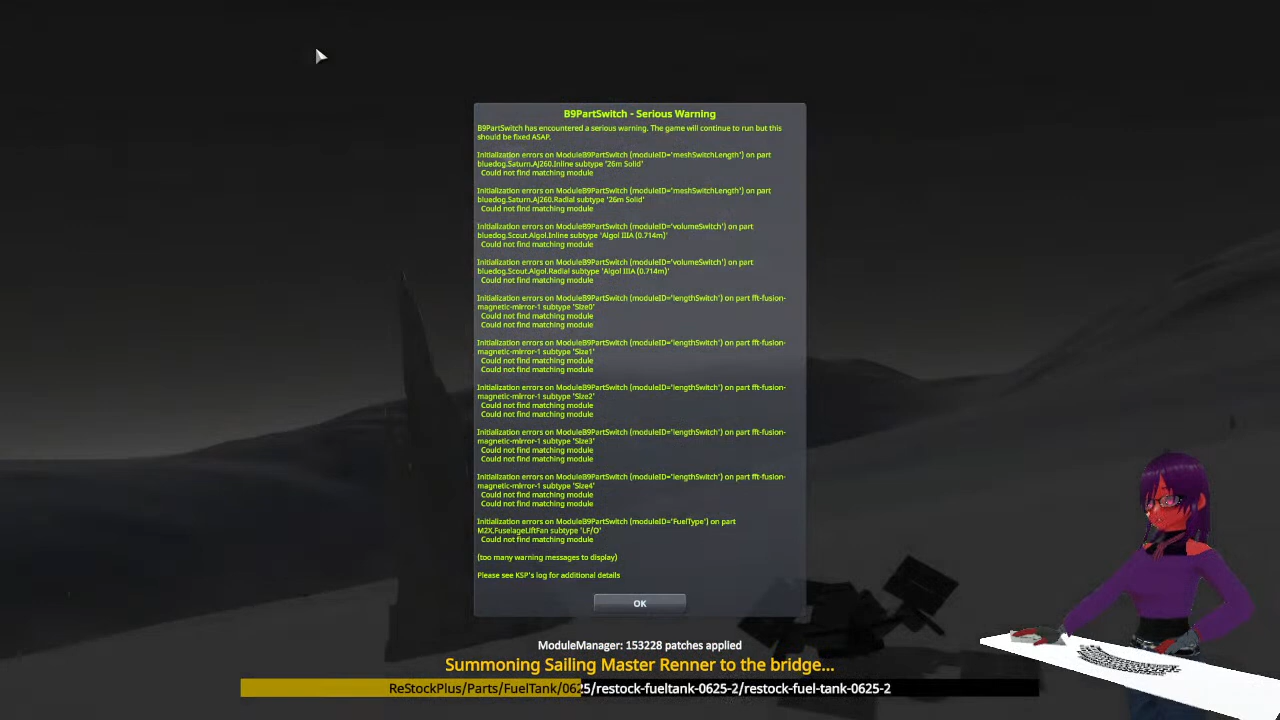 B9PartSwitch - Serious Warning
B9PartSwitch has encountered a serious warning. The game will continue to run but this
should be fixed ASAP.
Initialization errors on ModuleB9PartSwitch (moduleID='meshSwitchLength') on part
bluedog.Saturn.AJ260.Inline subtype '26m Solid'
Could not find matching module
Initialization errors on ModuleB9PartSwitch (moduleID='meshSwitchLength') on part
bluedog.Saturn.AJ260.Radial subtype '26m Solid'
Could not find matching module
Initialization errors on ModuleB9PartSwitch (moduleID='volumeSwitch') on part
bluedog.Scout.Algol.Inline subtype 'Algol IIIA (0.714m)'
Could not find matching module
Initialization errors on ModuleB9PartSwitch (moduleID='volumeSwitch') on part
bluedog.Scout.Algol.Radial subtype 'Algol IIIA (0.714m)'
Could not find matching module
Initialization errors on ModuleB9PartSwitch (moduleID='lengthSwitch') on part fft-fusion-
magnetic-mirror-1 subtype 'Size0'
Could not find matching module
Could not find matching module
Initialization errors on ModuleB9PartSwitch (moduleID='lengthSwitch') on part fft-fusion-
magnetic-mirror-1 subtype 'Size1'
Could not find matching module
Could not find matching module
Initialization errors on ModuleB9PartSwitch (moduleID='lengthSwitch') on part fft-fusion-
magnetic-mirror-1 subtype 'Size2'
Could not find matching module
Could not find matching module
Initialization errors on ModuleB9PartSwitch (moduleID='lengthSwitch') on part fft-fusion-
magnetic-mirror-1 subtype 'Size3'
Could not find matching module
Could not find matching module
Initialization errors on ModuleB9PartSwitch (moduleID='lengthSwitch') on part fft-fusion-
magnetic-mirror-1 subtype 'Size4'
Could not find matching module
Could not find matching module
Initialization errors on ModuleB9PartSwitch (moduleID='FuelType') on part
M2X.FuselageLiftFan subtype 'LF/O'
Could not find matching module
(too many warning messages to display)
Please see KSP's log for additional details
OK
ModuleManager: 153228 patches applied
Summoning Sailing Master Renner to the bridge...
ReStockPlus/Parts/FuelTank/0625/restock-fueltank-0625-2/restock-fuel-tank-0625-2